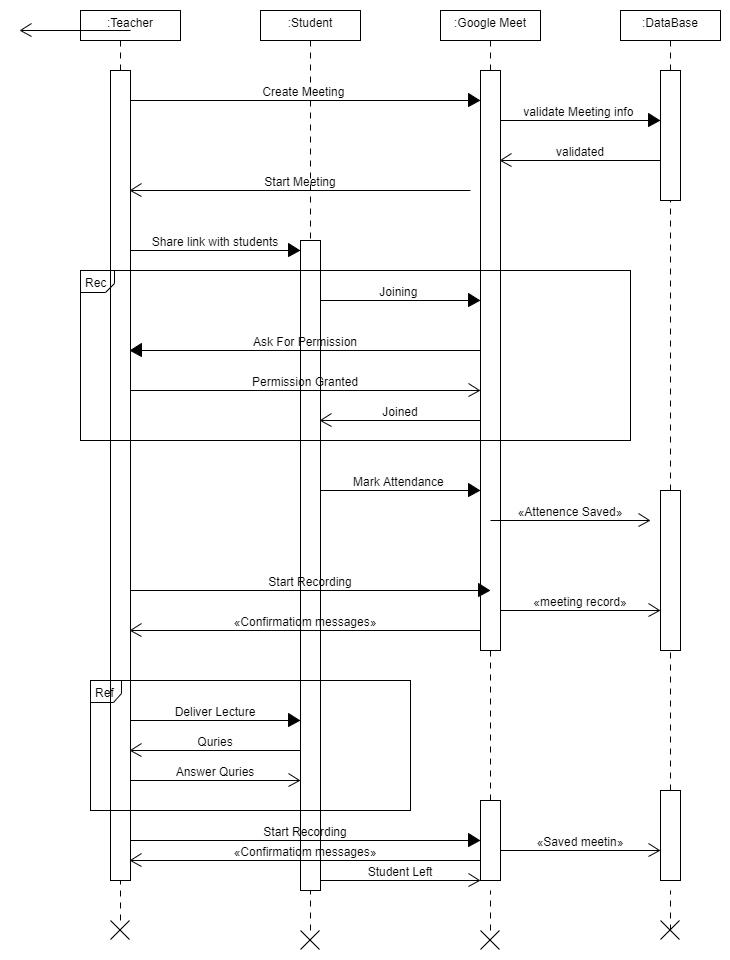 :Teacher
:Student
:Google Meet
:DataBase
Create Meeting
validate Meeting info
validated
Start Meeting
Share link with students
Rec
Joining
Ask For Permission
Permission Granted
Joined
Mark Attendance
«Attenence Saved»
Start Recording
«meeting record»
«Confirmatiom messages»
Ref
Deliver Lecture
Quries
Answer Quries
Start Recording
«Saved meetin»
«Confirmatiom messages»
Student Left